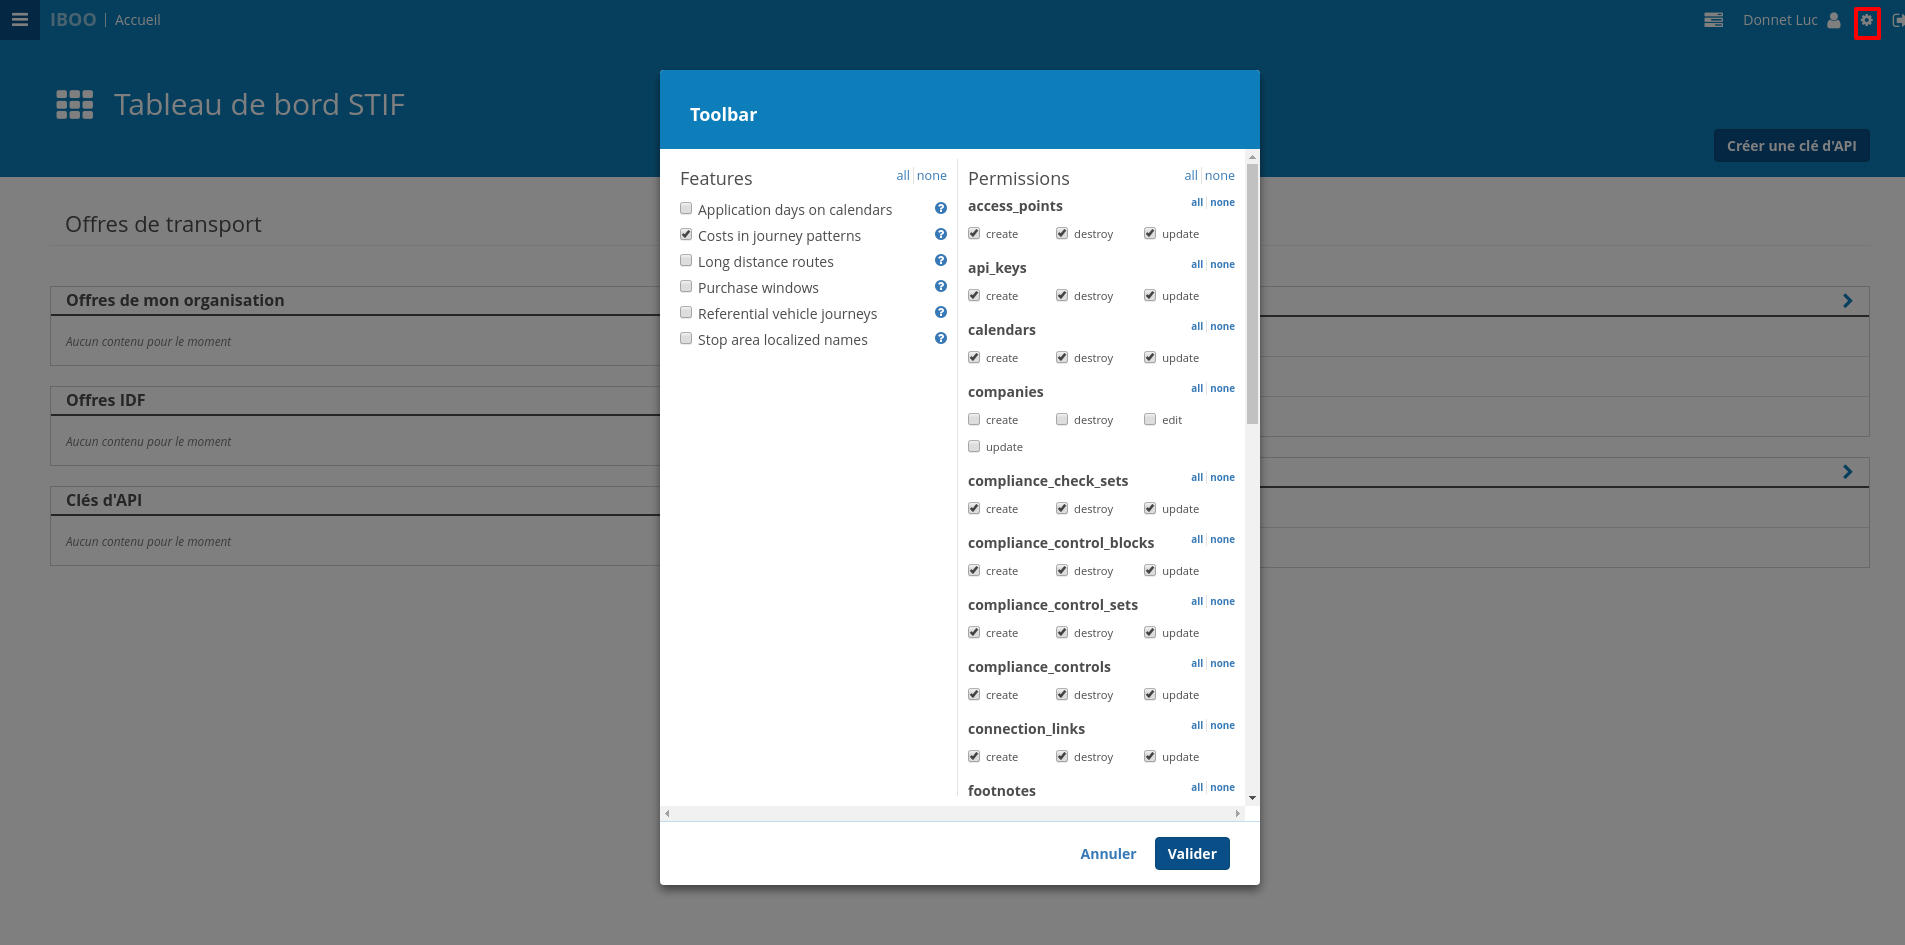 IBOO | Accueil
Donnet Luc
Tableau de bord STIF
Créer une clé d'API
Offres de transport
Offres de mon organisation
Aucun contenu pour le moment
Offres IDF
Aucun contenu pour le moment
Clés d'API
Aucun contenu pour le moment
Toolbar
Features all none
Application days on calendars
Costs in journey patterns
Long distance routes
Purchase windows
Referential vehicle journeys
Stop area localized names
Permissions all none
access_points all none
create destroy update
api_keys all none
create destroy update
calendars all none
create destroy update
companies all none
create destroy edit
update
compliance_check_sets all none
create destroy update
compliance_control_blocks all none
create destroy update
compliance_control_sets all none
create destroy update
compliance_controls all none
create destroy update
connection_links all none
create destroy update
footnotes all none
Annuler Valider